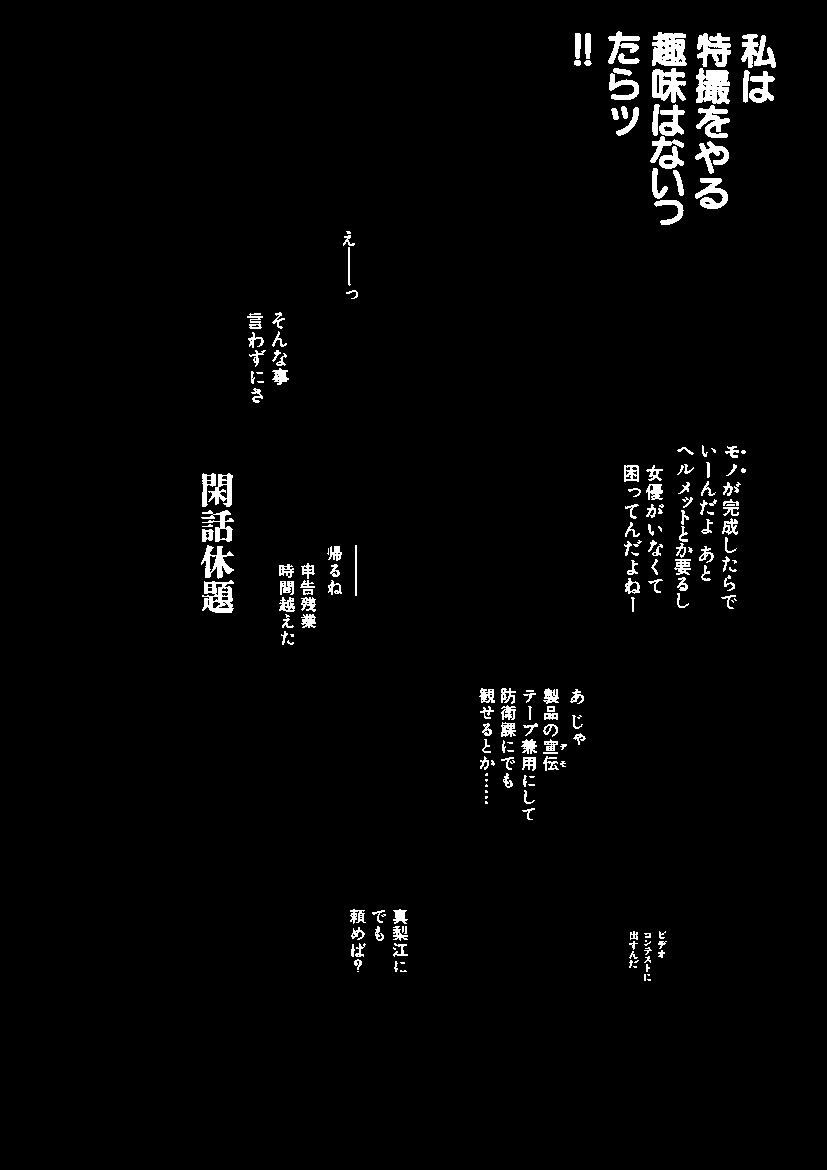 私は
特撮をやる
趣味はないっ
たらッ
!!
えーっ
そんな事
言わずにさ
モノが完成したらで
いーんだよ あと
ヘルメットとか要るし
女優がいなくて
困ってんだよねー
──帰るね
申告残業
時間越えた
閑話休題
あ じゃ
製品の宣伝
デモ
テープ兼用にして
防衛課にでも
観せるとか……
ビデオ
コンテストに
出すんだ
真梨江に
でも
頼めば?